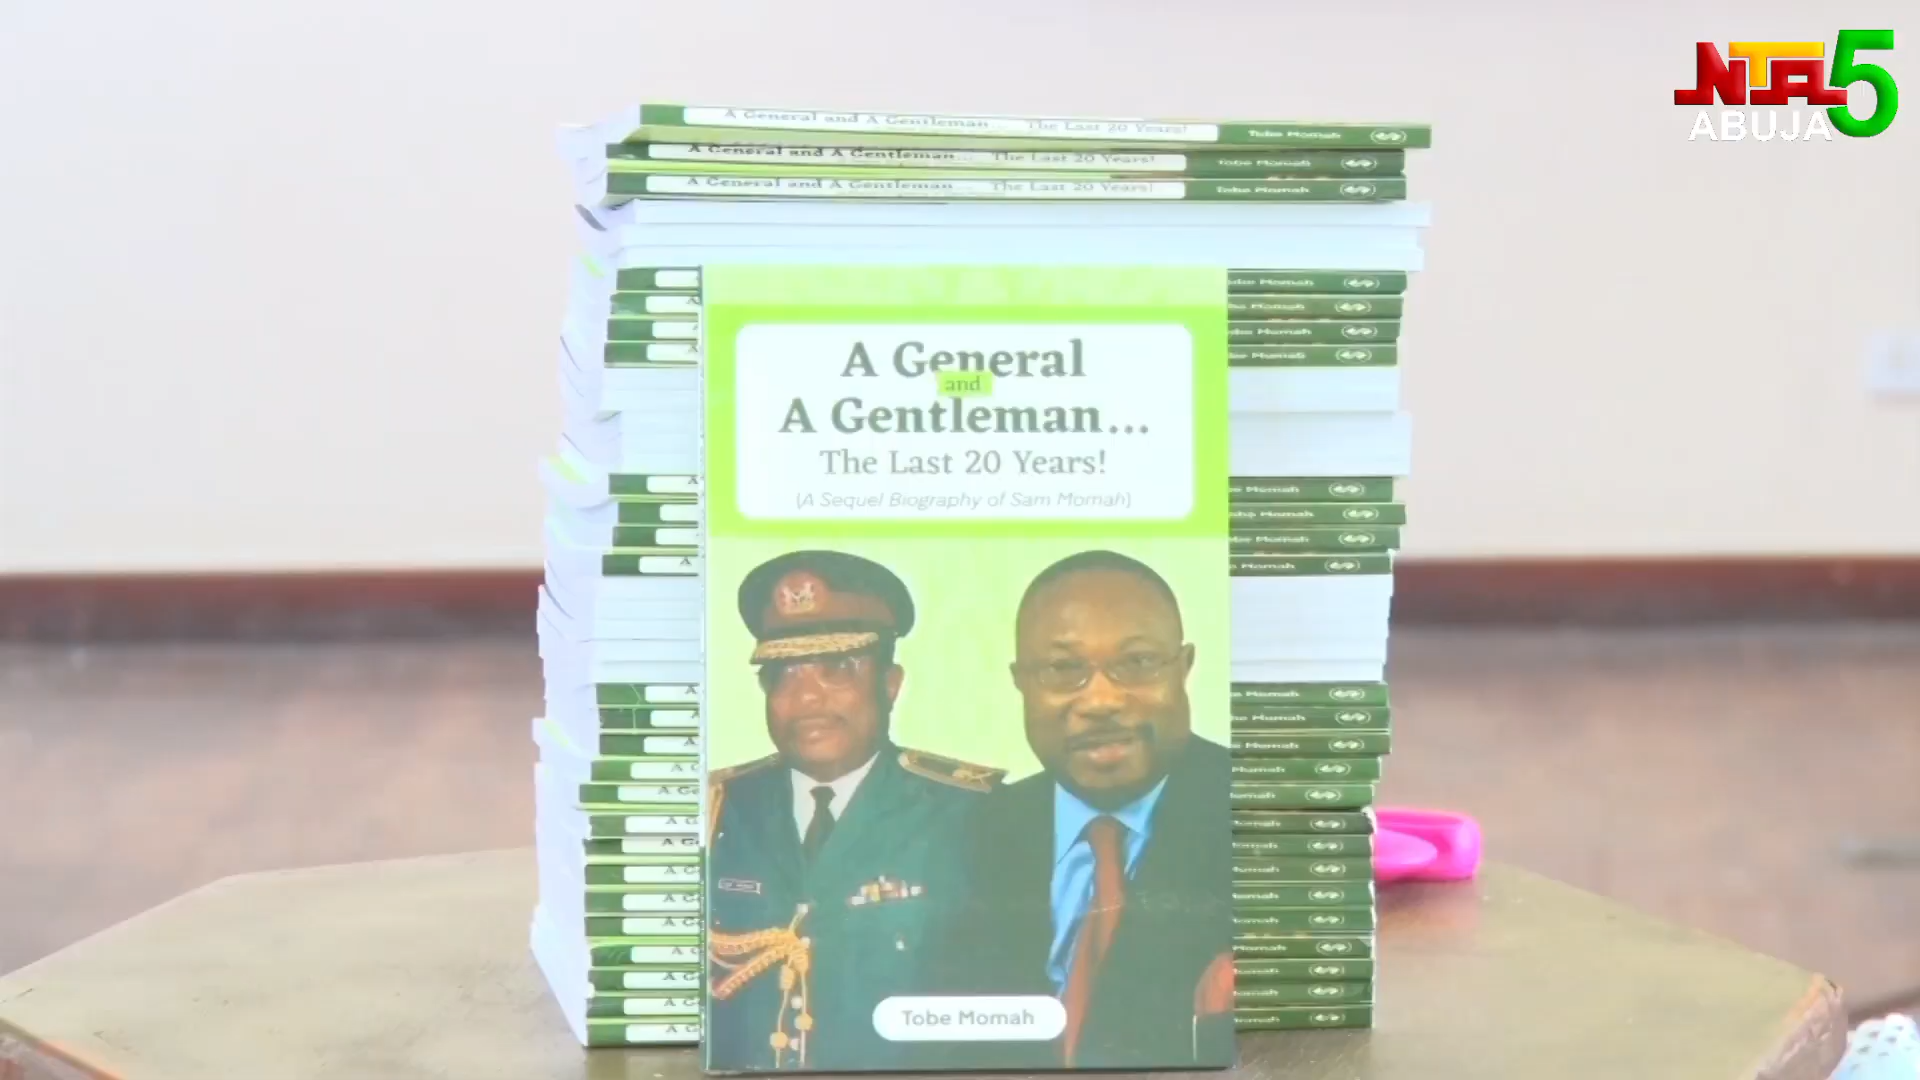 NTA 5
ABUJA
A General and A Gentleman... The Last 20 Years! Tobe Momah
A General and A Gentleman... The Last 20 Years! Tobe Momah
A General and A Gentleman... The Last 20 Years! Tobe Momah
A General
and
A Gentleman...
The Last 20 Years!
(A Sequel Biography of Sam Momah)
Tobe Momah